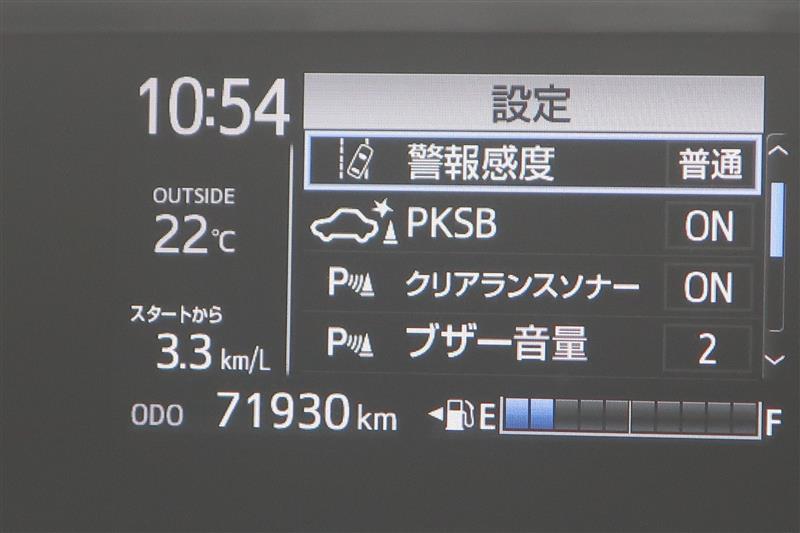 10:54
設定
警報感度 普通
OUTSIDE
22℃
PKSB ON
P クリアランスソナー ON
スタートから
3.3 km/L
P ブザー音量 2
ODO 71930 km
E F